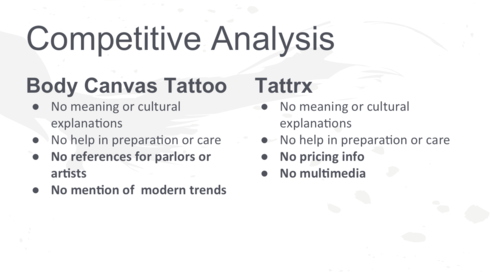 Competitive Analysis
Body Canvas Tattoo
● No meaning or cultural
explanations
● No help in preparation or care
● No references for parlors or
artists
● No mention of  modern trends
Tattrx
● No meaning or cultural
explanations
● No help in preparation or care
● No pricing info
● No multimedia